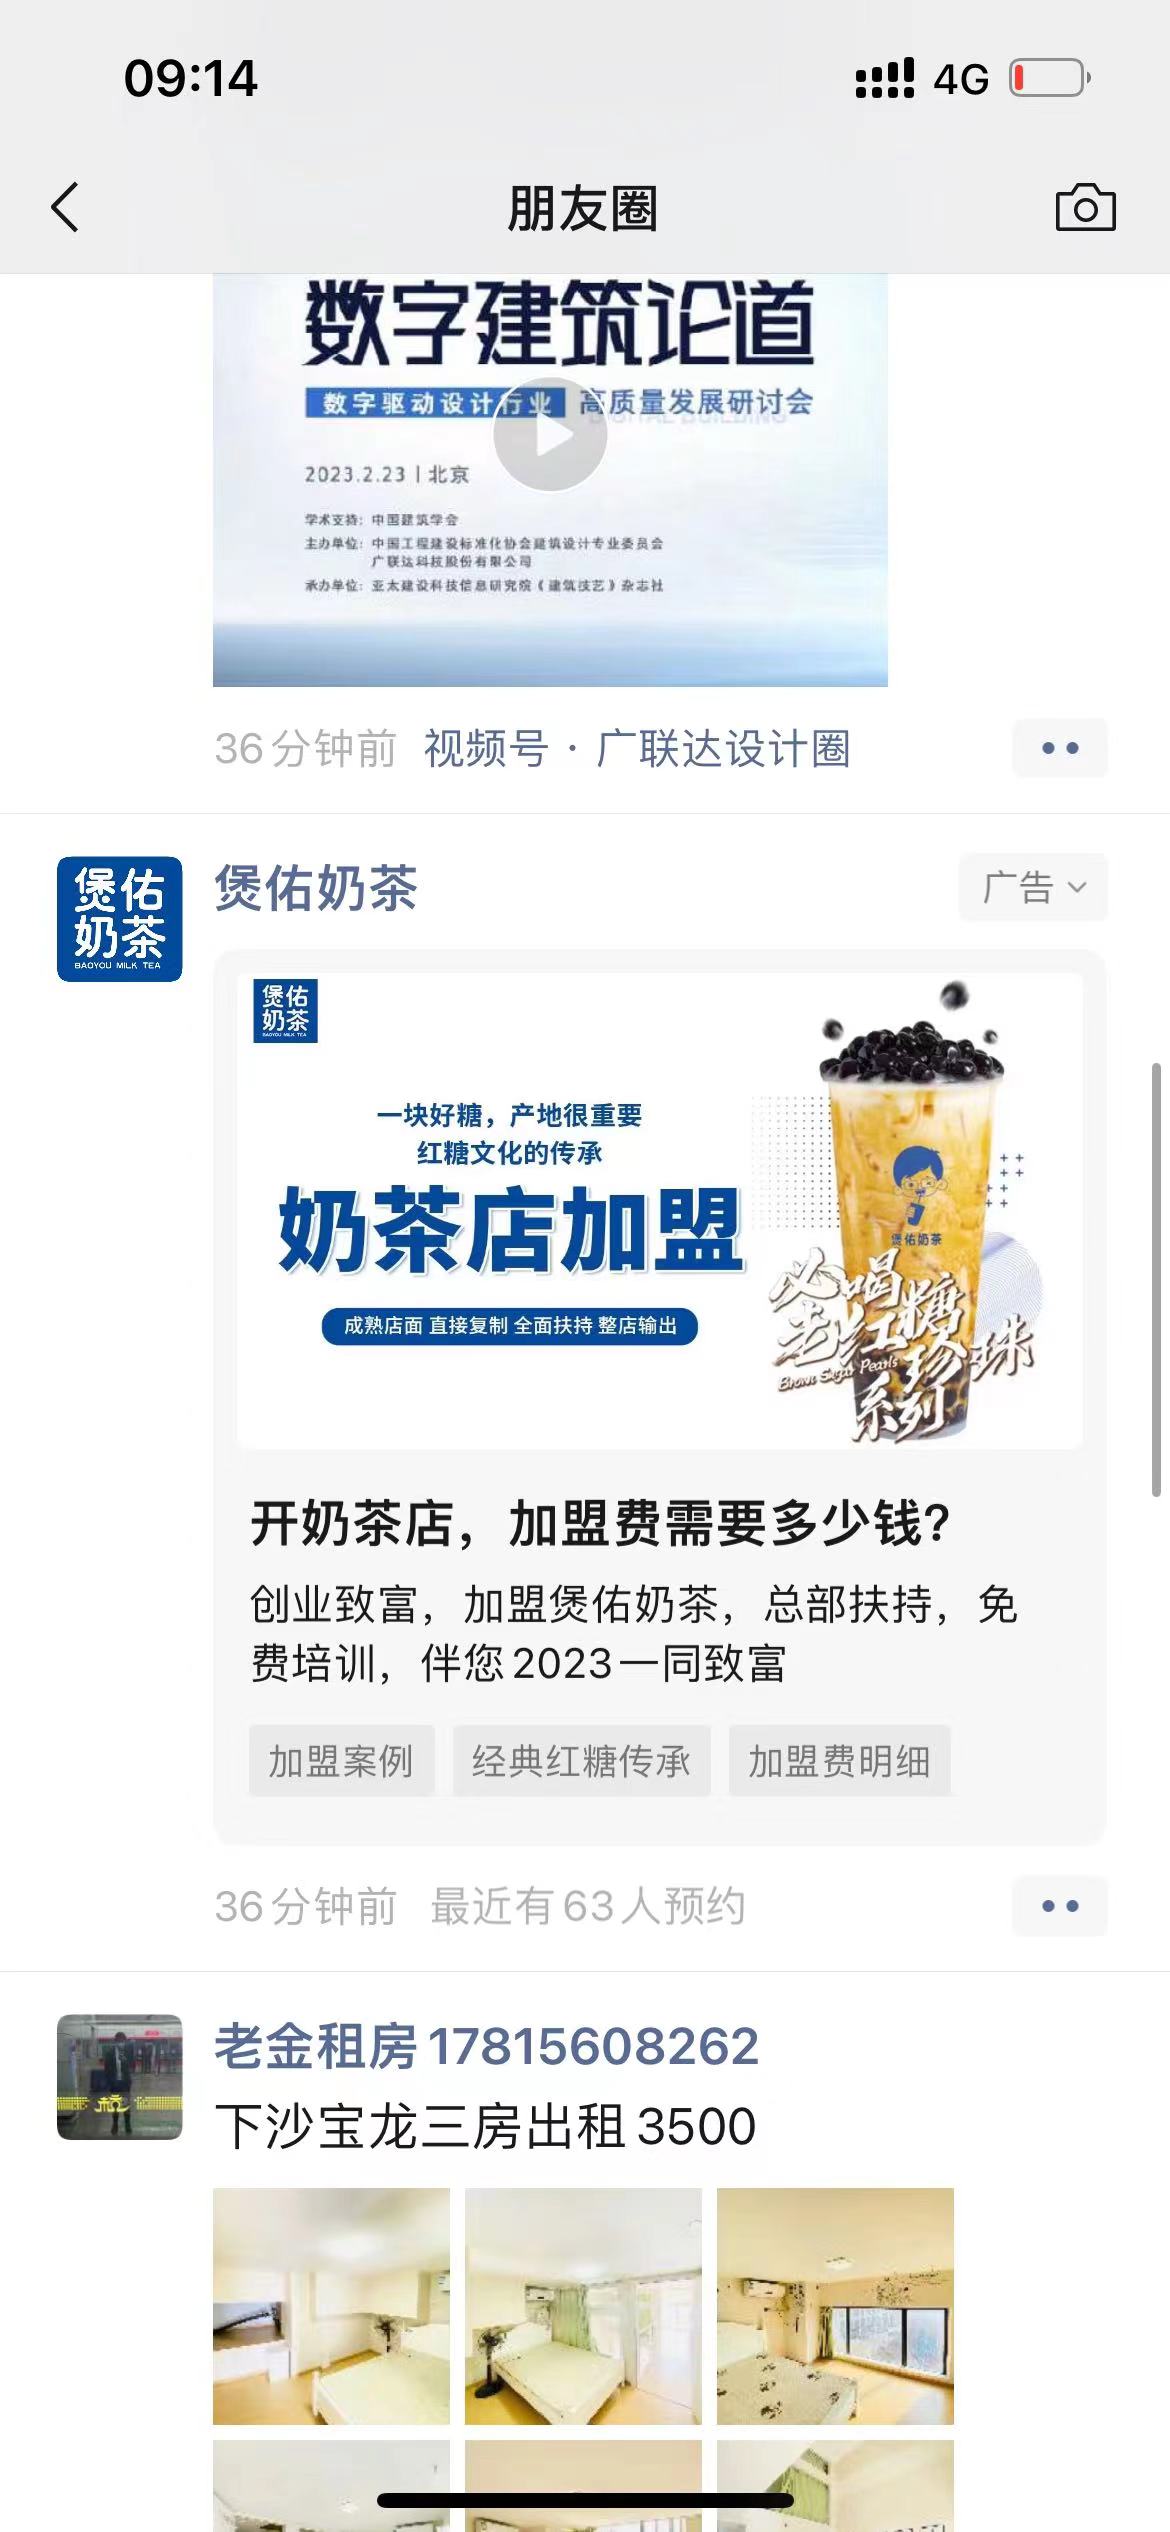 09:14
4G
朋友圈
数字建筑论道
数字驱动设计行业 高质量发展研讨会
DIGITAL BUILDING
2023.2.23 | 北京
学术支持：中国建筑学会
主办单位：中国工程建设标准化协会建筑设计专业委员会
广联达科技股份有限公司
承办单位：亚太建设科技信息研究院《建筑技艺》杂志社
36分钟前 视频号 · 广联达设计圈
煲佑
奶茶
BAOYOU MILK TEA
煲佑奶茶
广告
煲佑
奶茶
BAOYOU MILK TEA
一块好糖，产地很重要
红糖文化的传承
奶茶店加盟
成熟店面 直接复制 全面扶持 整店输出
煲佑奶茶
必喝
老红糖
珍珠
Brown Sugar Pearls
系列
开奶茶店，加盟费需要多少钱？
创业致富，加盟煲佑奶茶，总部扶持，免
费培训，伴您2023一同致富
加盟案例 经典红糖传承 加盟费明细
36分钟前 最近有63人预约
老金租房17815608262
下沙宝龙三房出租3500